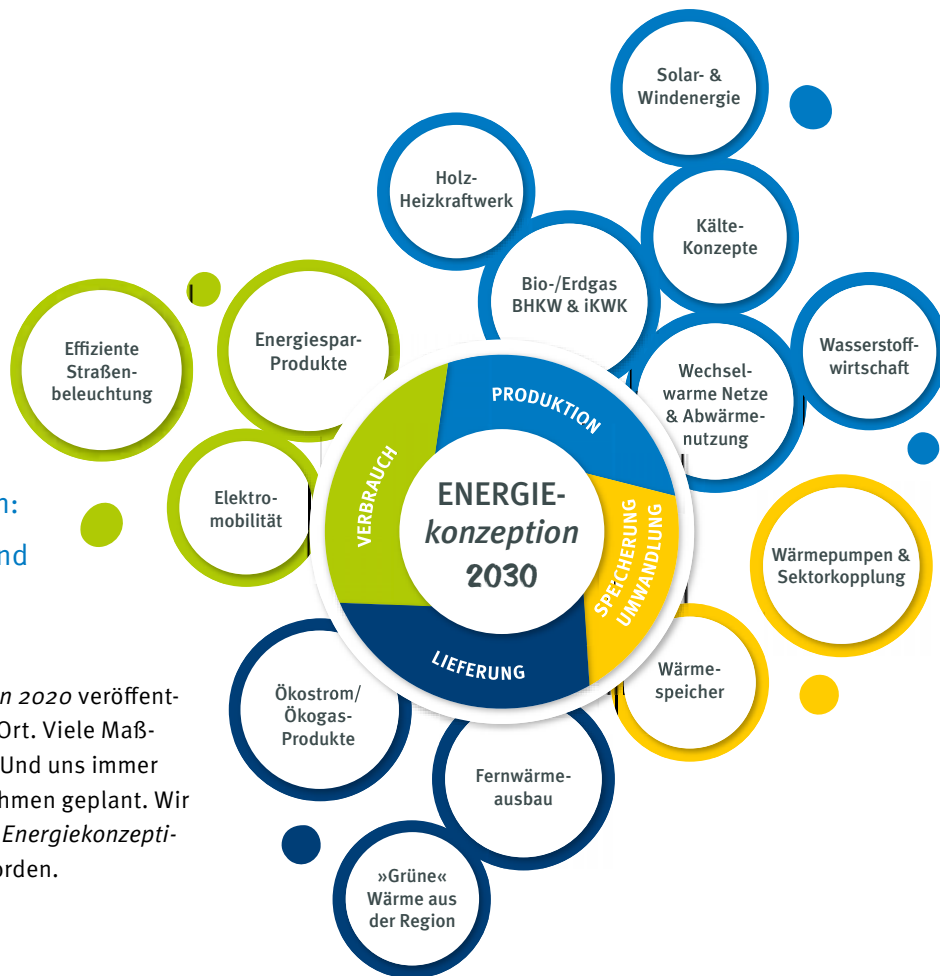 Solar- &
Windenergie
Holz-
Heizkraftwerk
Kälte-
Konzepte
Bio-/Erdgas
BHKW & iKWK
Effiziente
Straßen-
beleuchtung
Energiespar-
Produkte
Wasserstoff-
wirtschaft
Wechsel-
warme Netze
& Abwärme-
nutzung
PRODUKTION
VERBRAUCH
ENERGIE-
konzeption
2030
SPEICHERUNG
UMWANDLUNG
LIEFERUNG
Elektro-
mobilität
Wärmepumpen &
Sektorkopplung
Wärme-
speicher
Ökostrom/
Ökogas-
Produkte
Fernwärme-
ausbau
»Grüne«
Wärme aus
der Region
n:
nd
n 2020 veröffent-
Ort. Viele Maß-
Und uns immer
hmen geplant. Wir
Energiekonzepti-
orden.